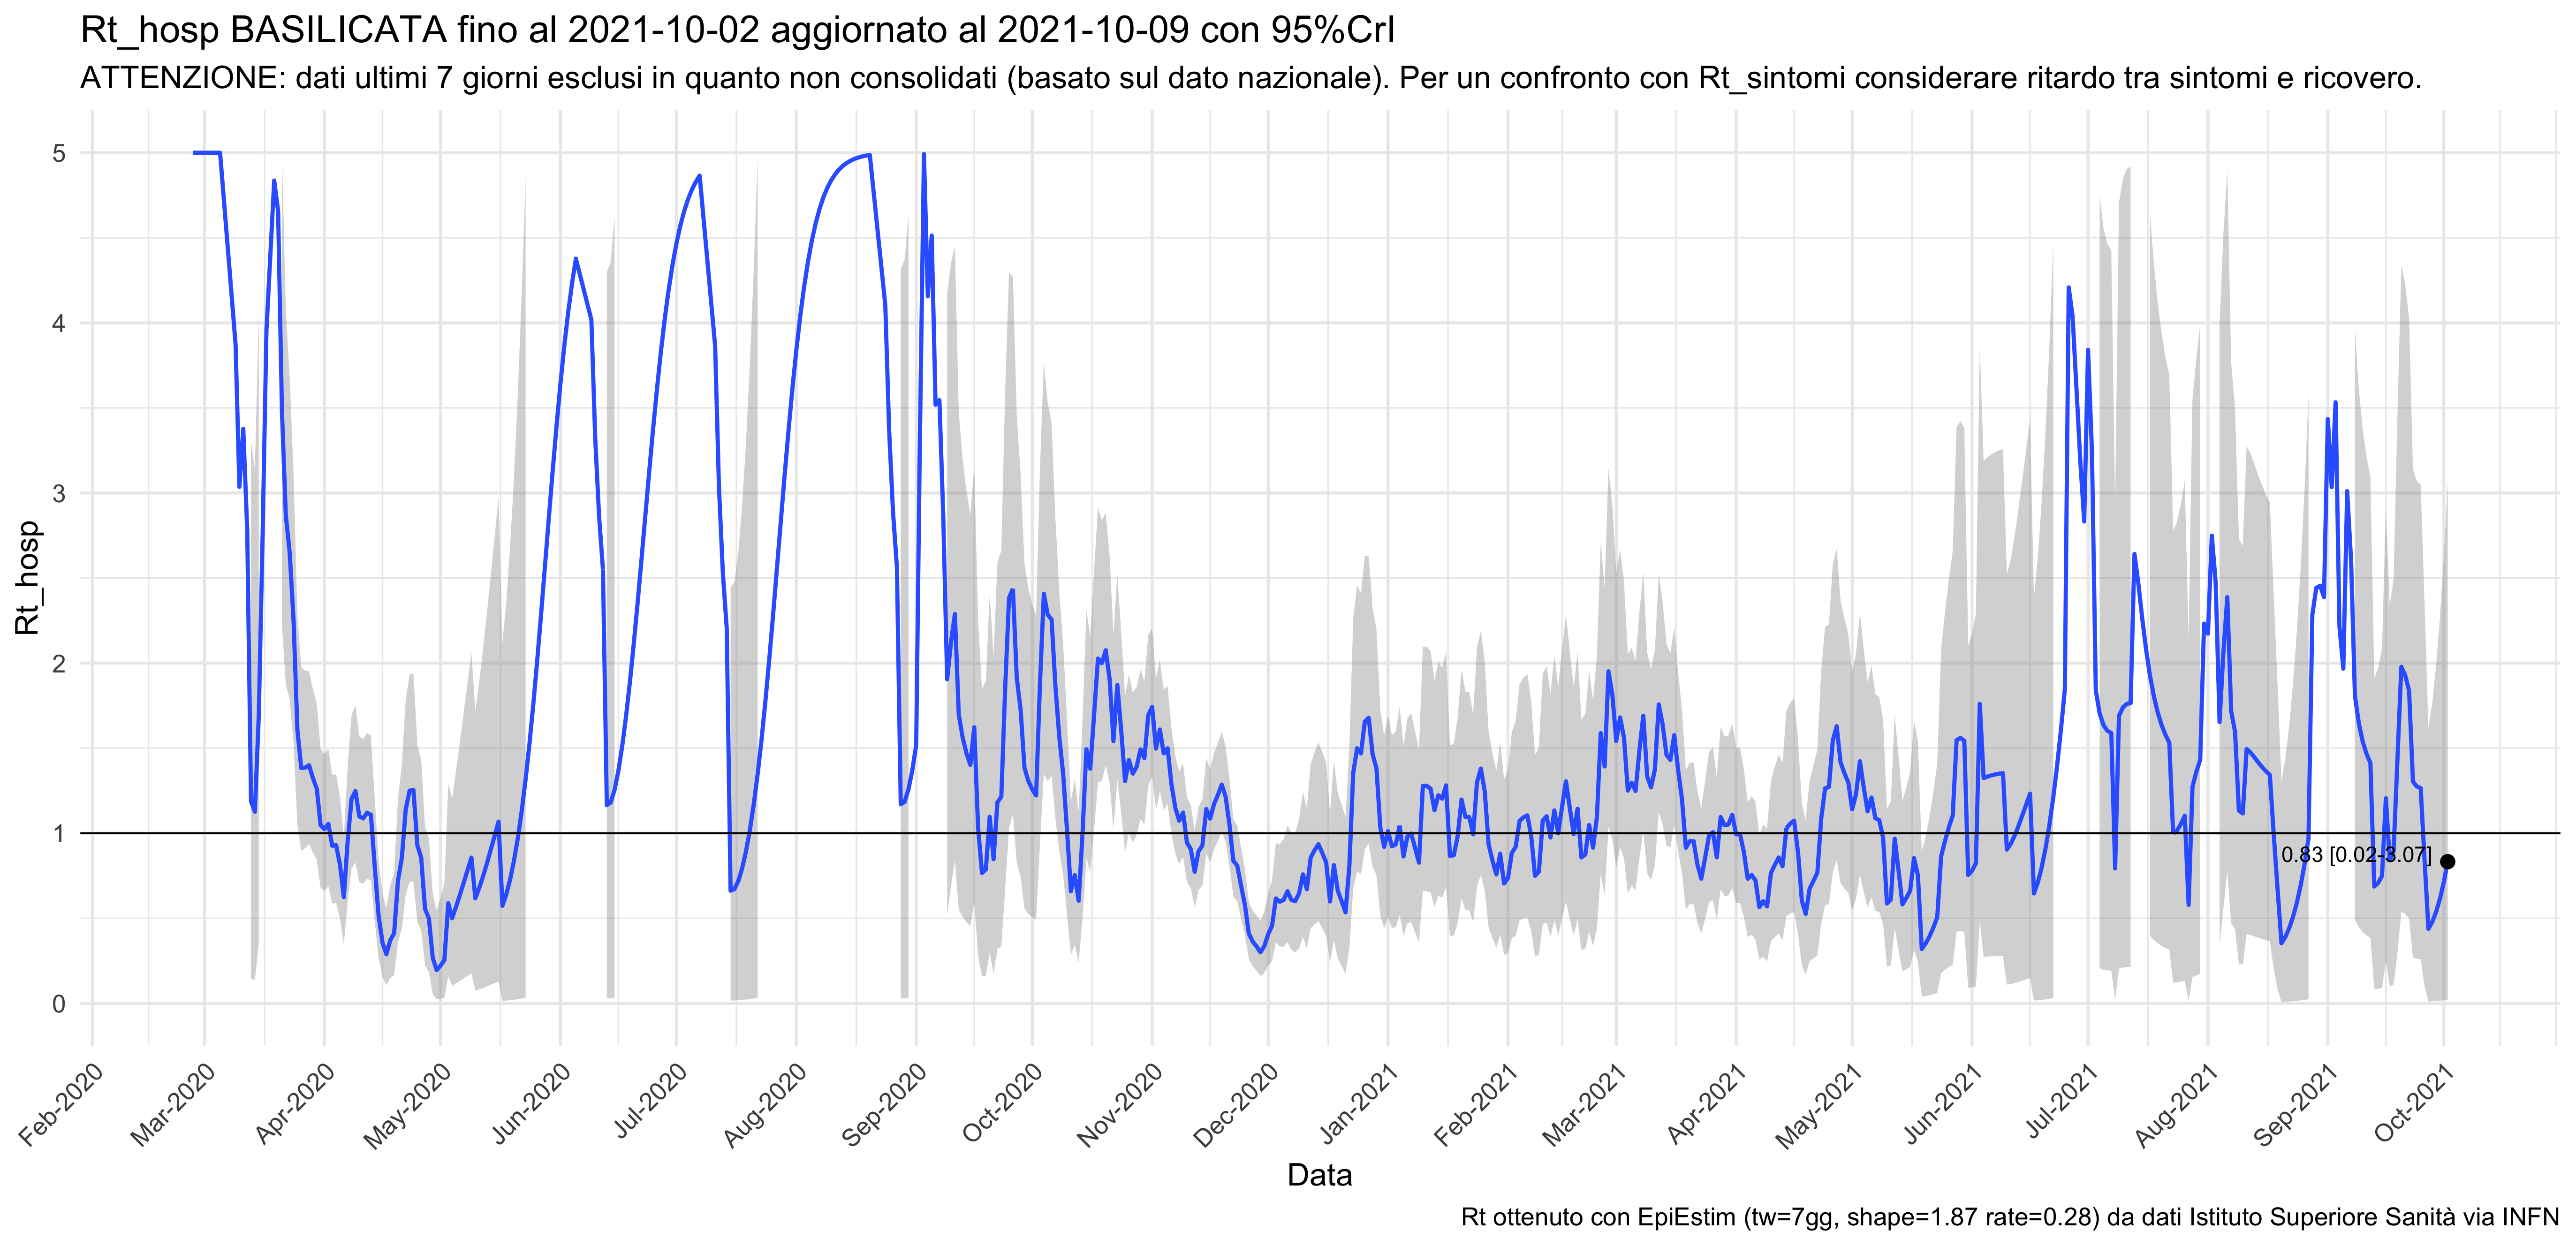 Rt_hosp BASILICATA fino al 2021-10-02 aggiornato al 2021-10-09 con 95%CrI
ATTENZIONE: dati ultimi 7 giorni esclusi in quanto non consolidati (basato sul dato nazionale). Per un confronto con Rt_sintomi considerare ritardo tra sintomi e ricovero.
Rt_hosp
5
4
3
2
1
0
0.83 [0.02-3.07]
Feb-2020
Mar-2020
Apr-2020
May-2020
Jun-2020
Jul-2020
Aug-2020
Sep-2020
Oct-2020
Nov-2020
Dec-2020
Jan-2021
Feb-2021
Mar-2021
Apr-2021
May-2021
Jun-2021
Jul-2021
Aug-2021
Sep-2021
Oct-2021
Data
Rt ottenuto con EpiEstim (tw=7gg, shape=1.87 rate=0.28) da dati Istituto Superiore Sanità via INFN